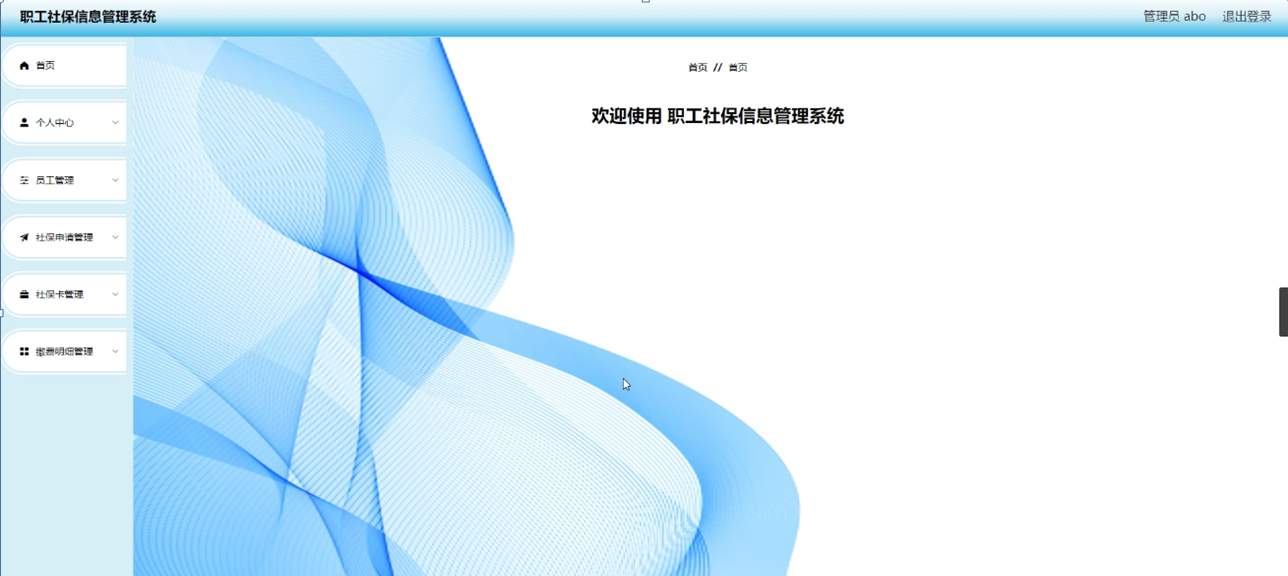 职工社保信息管理系统
管理员 abo 退出登录
首页
个人中心
员工管理
社保申请管理
社保卡管理
缴费明细管理
首页 // 首页
欢迎使用 职工社保信息管理系统